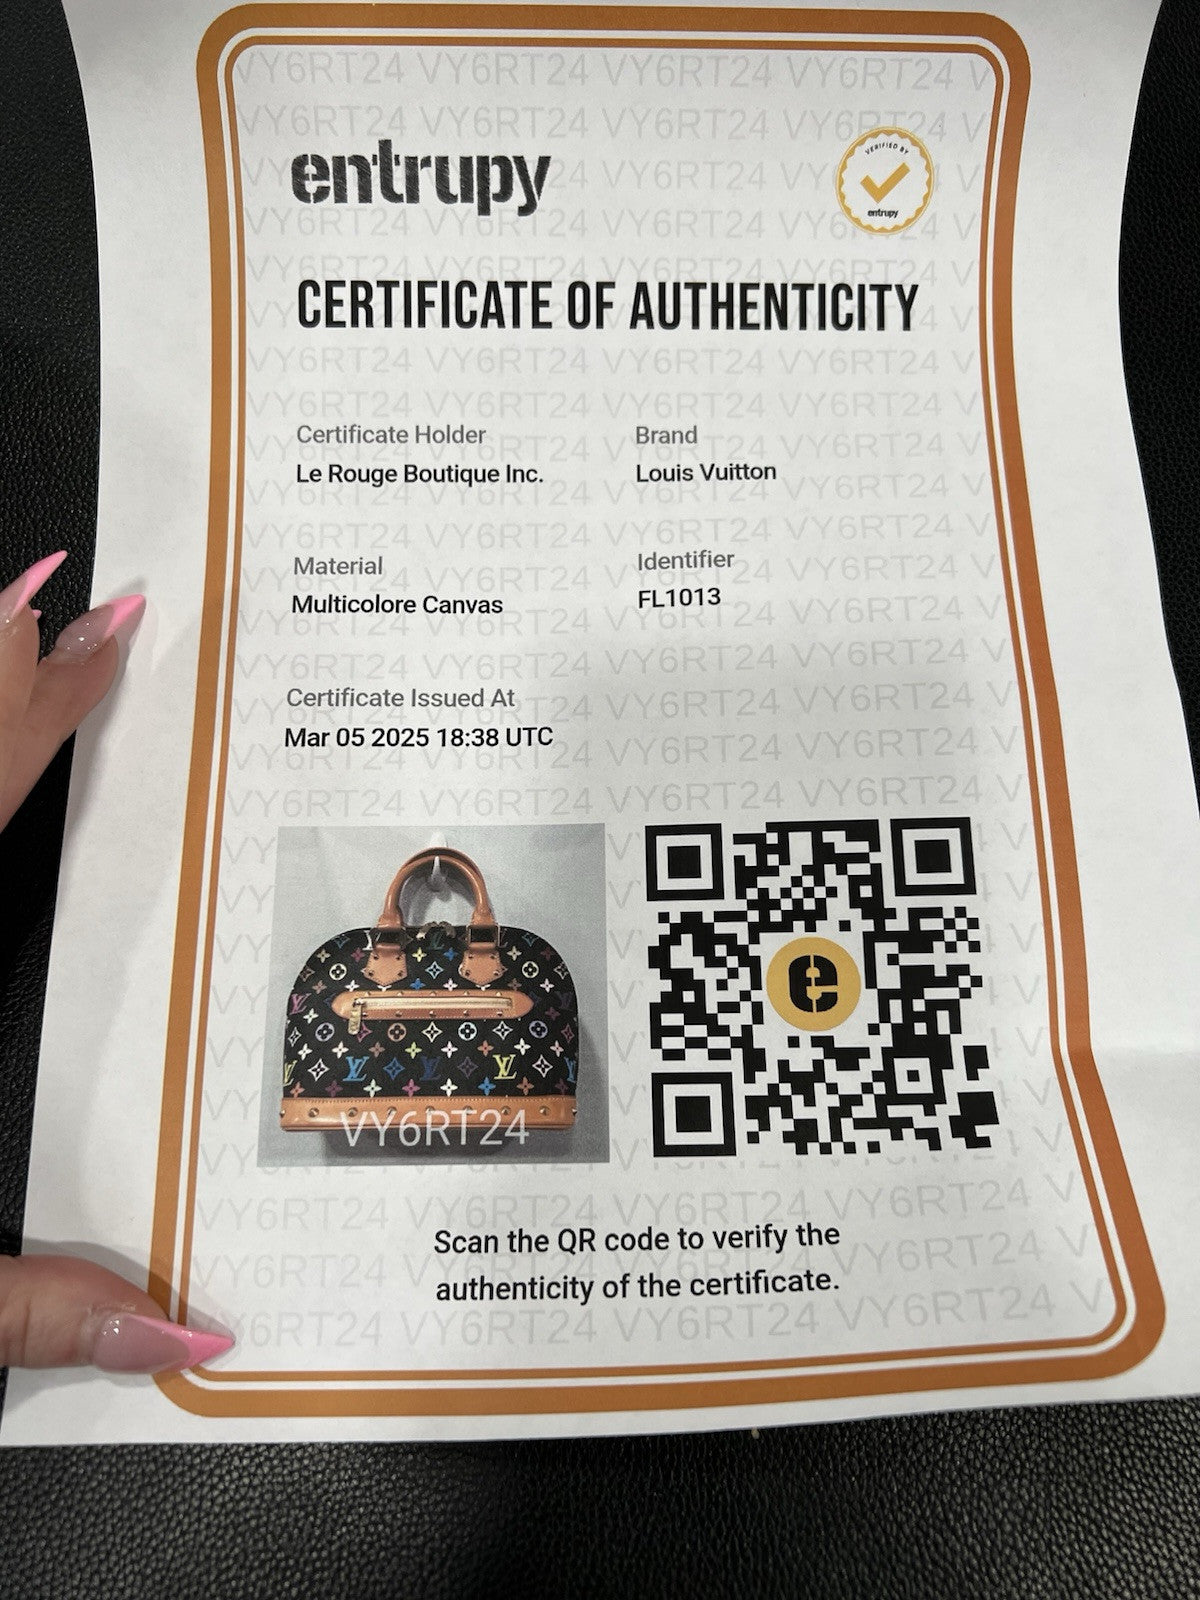 entrupy
VERIFIED BY
entrupy
CERTIFICATE OF AUTHENTICITY
Certificate Holder
Le Rouge Boutique Inc.
Brand
Louis Vuitton
Material
Multicolore Canvas
Identifier
FL1013
Certificate Issued At
Mar 05 2025 18:38 UTC
VY6RT24
e
Scan the QR code to verify the
authenticity of the certificate.